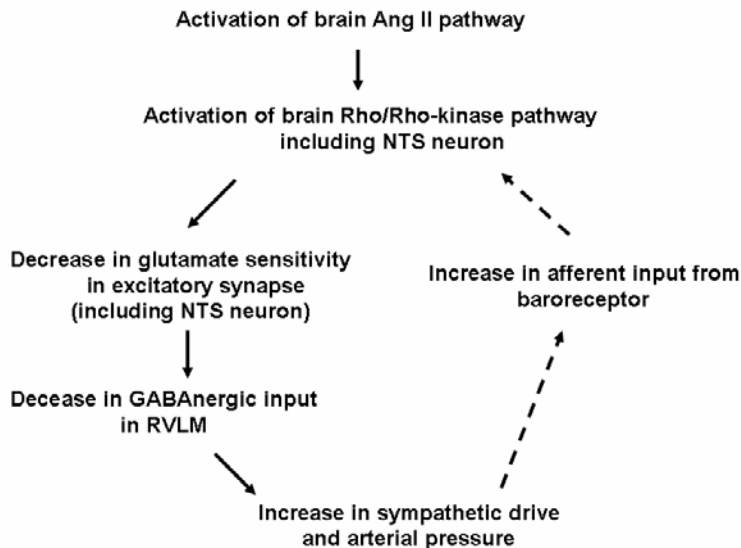 Activation of brain Ang II pathway
Activation of brain Rho/Rho-kinase pathway
including NTS neuron
Decrease in glutamate sensitivity
in excitatory synapse
(including NTS neuron)
Increase in afferent input from
baroreceptor
Decease in GABAnergic input
in RVLM
Increase in sympathetic drive
and arterial pressure